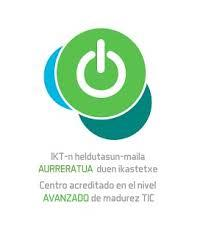 IKT-n heldutasun-maila
AURRERATUA duen ikastetxe
Centro acreditado en el nivel
AVANZADO de madurez TIC